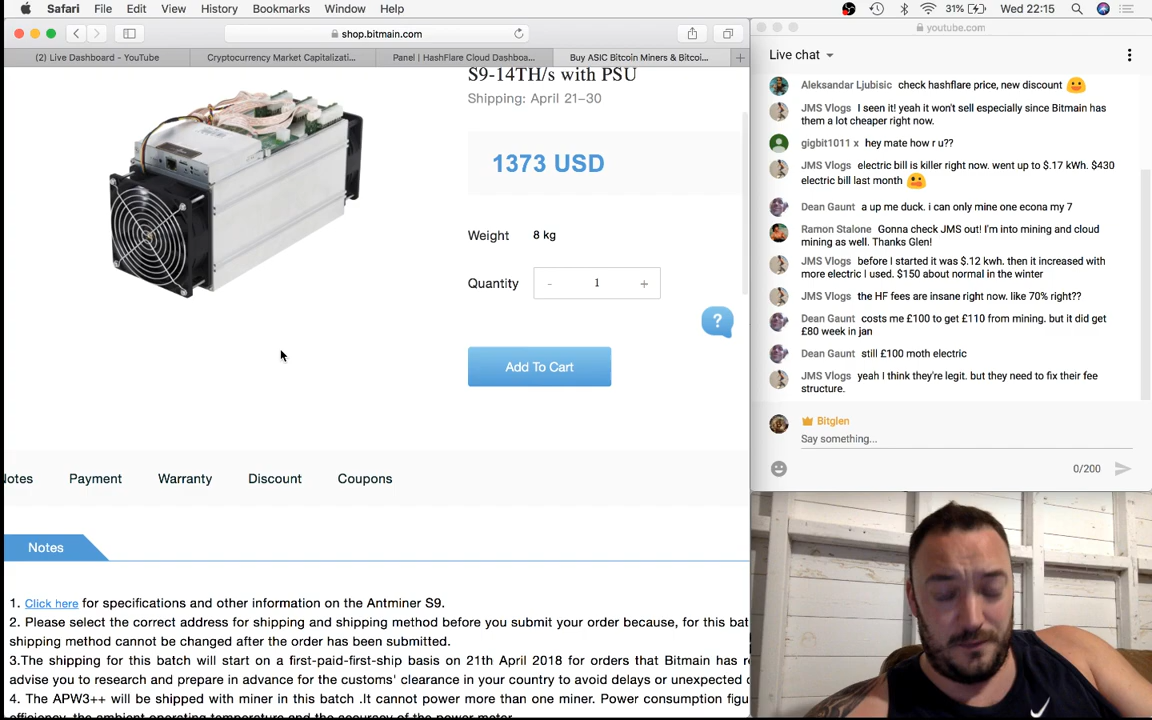 Safari File Edit View History Bookmarks Window Help
31% Wed 22:15
shop.bitmain.com
(2) Live Dashboard - YouTube
Cryptocurrency Market Capitalizati...
Panel | HashFlare Cloud Dashboa...
Buy ASIC Bitcoin Miners & Bitcoi...
S9-14TH/s with PSU
Shipping: April 21–30
1373 USD
Weight 8 kg
Quantity - 1 +
?
Add To Cart
Notes Payment Warranty Discount Coupons
Notes
1. Click here for specifications and other information on the Antminer S9.
2. Please select the correct address for shipping and shipping method before you submit your order because, for this bat
shipping method cannot be changed after the order has been submitted.
3.The shipping for this batch will start on a first-paid-first-ship basis on 21th April 2018 for orders that Bitmain has r
advise you to research and prepare in advance for the customs' clearance in your country to avoid delays or unexpected
4. The APW3++ will be shipped with miner in this batch .It cannot power more than one miner. Power consumption figu
efficiency, the ambient operating temperature and the accuracy of the power meter.
youtube.com
Live chat
Aleksandar Ljubisic check hashflare price, new discount
JMS Vlogs I seen it! yeah it won't sell especially since Bitmain has
them a lot cheaper right now.
gigbit1011 x hey mate how r u??
JMS Vlogs electric bill is killer right now. went up to $.17 kWh. $430
electric bill last month
Dean Gaunt a up me duck. i can only mine one econa my 7
Ramon Stalone Gonna check JMS out! I'm into mining and cloud
mining as well. Thanks Glen!
JMS Vlogs before I started it was $.12 kwh. then it increased with
more electric I used. $150 about normal in the winter
JMS Vlogs the HF fees are insane right now. like 70% right??
Dean Gaunt costs me £100 to get £110 from mining. but it did get
£80 week in jan
Dean Gaunt still £100 moth electric
JMS Vlogs yeah I think they're legit. but they need to fix their fee
structure.
Bitglen
Say something...
0/200